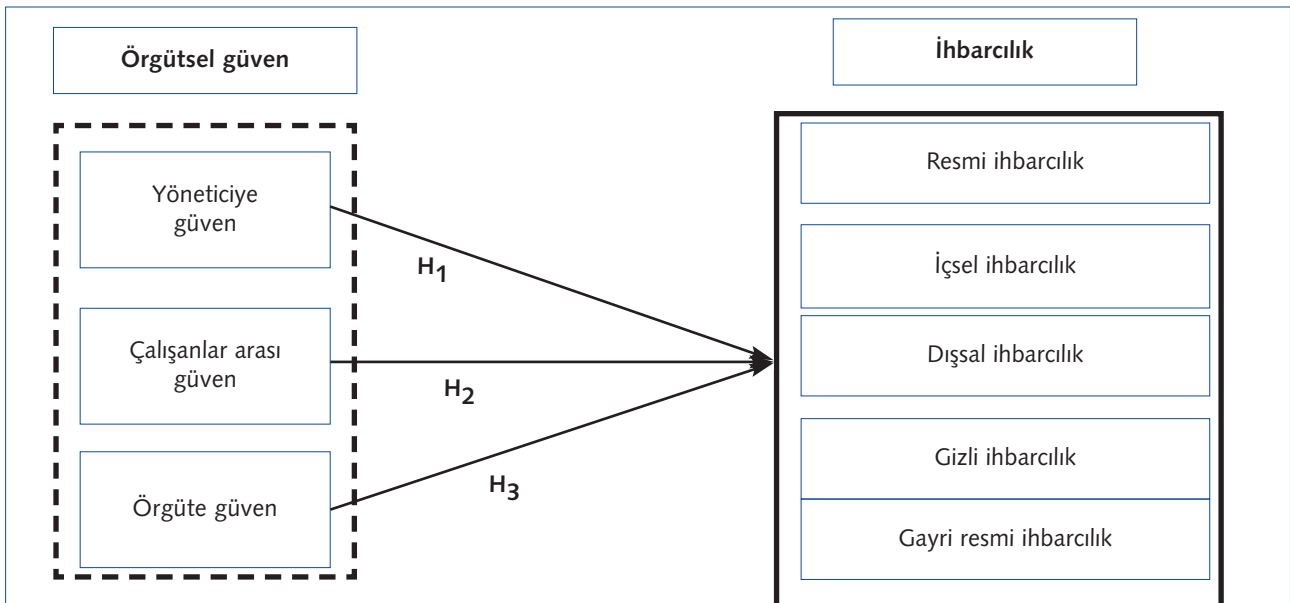 Örgütsel güven
İhbarcılık
Yöneticiye
güven
Çalışanlar arası
güven
Örgüte güven
H1
H2
H3
Resmi ihbarcılık
İçsel ihbarcılık
Dışsal ihbarcılık
Gizli ihbarcılık
Gayri resmi ihbarcılık